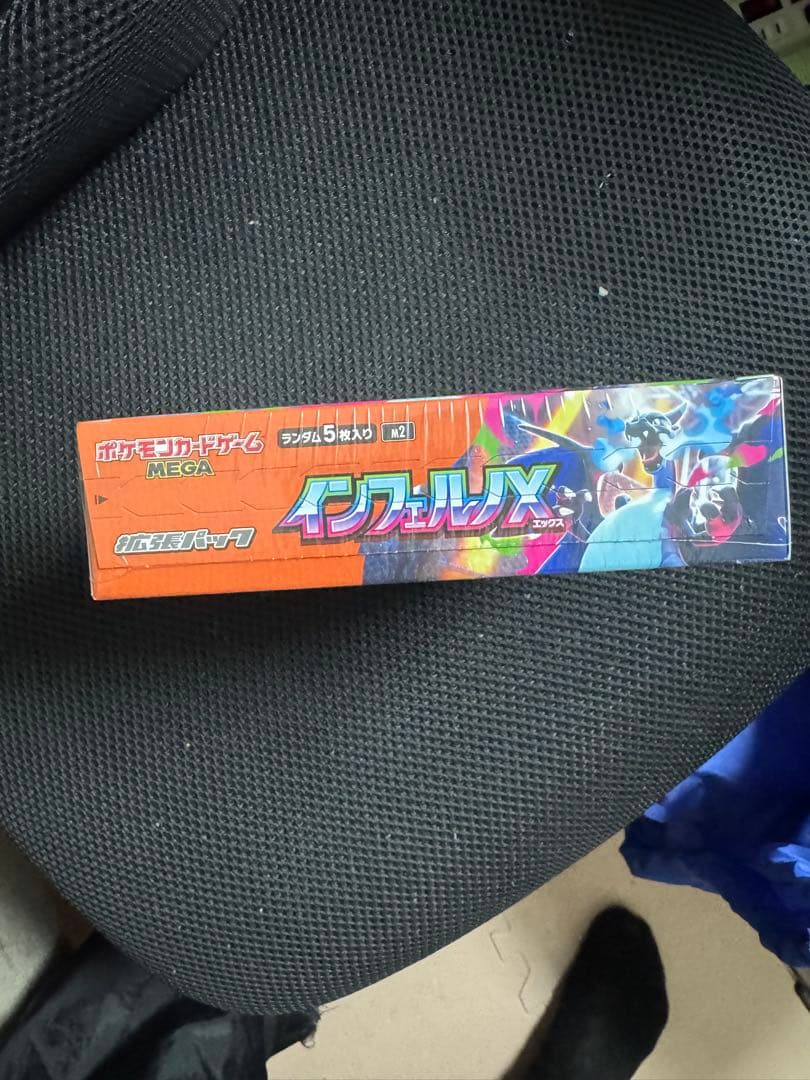 ポケモンカードゲーム
MEGA
ランダム5枚入り M2
拡張パック
インフェルノX
エックス